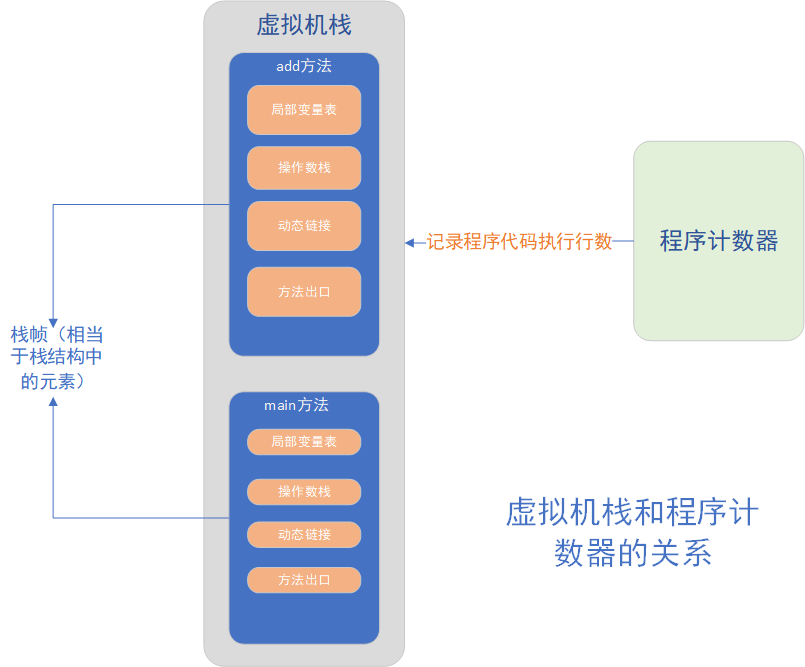 虚拟机栈
add方法
局部变量表
操作数栈
动态链接
方法出口
main方法
局部变量表
操作数栈
动态链接
方法出口
栈帧（相当
于栈结构中
的元素）
记录程序代码执行行数
程序计数器
虚拟机栈和程序计
数器的关系